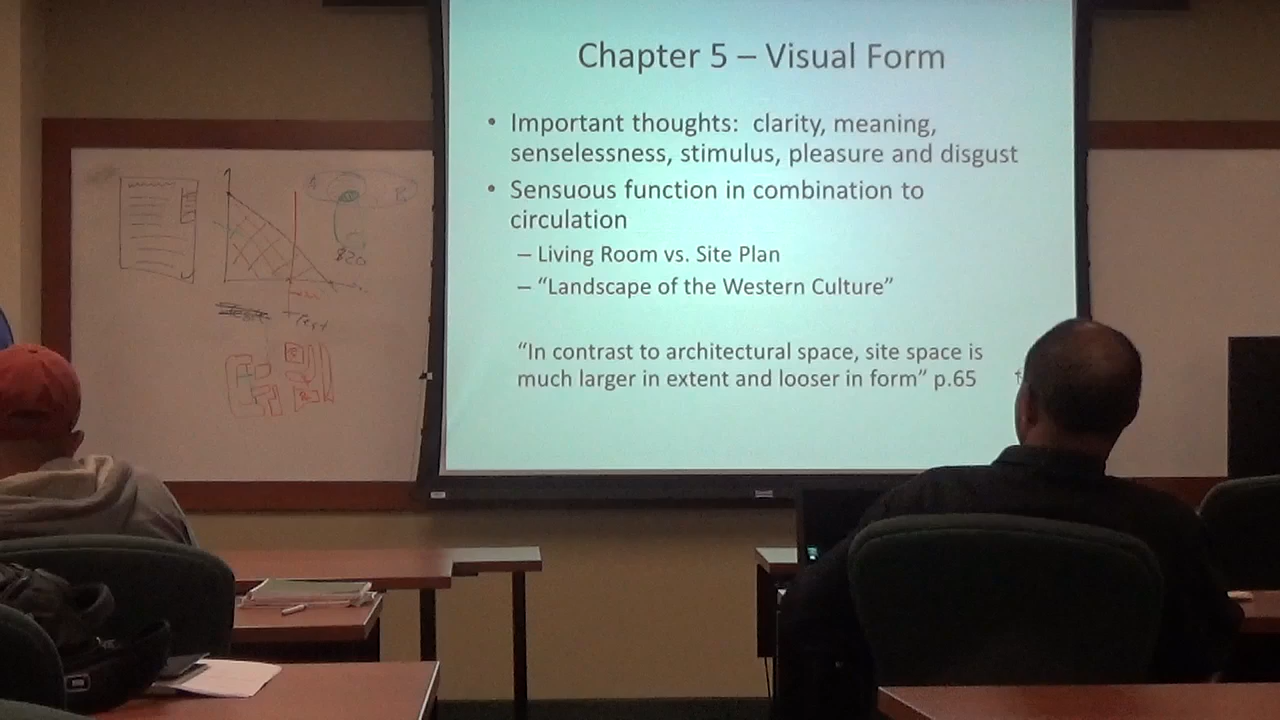 Chapter 5 – Visual Form
• Important thoughts: clarity, meaning,
senselessness, stimulus, pleasure and disgust
• Sensuous function in combination to
circulation
– Living Room vs. Site Plan
– “Landscape of the Western Culture”
“In contrast to architectural space, site space is
much larger in extent and looser in form” p.65
$20